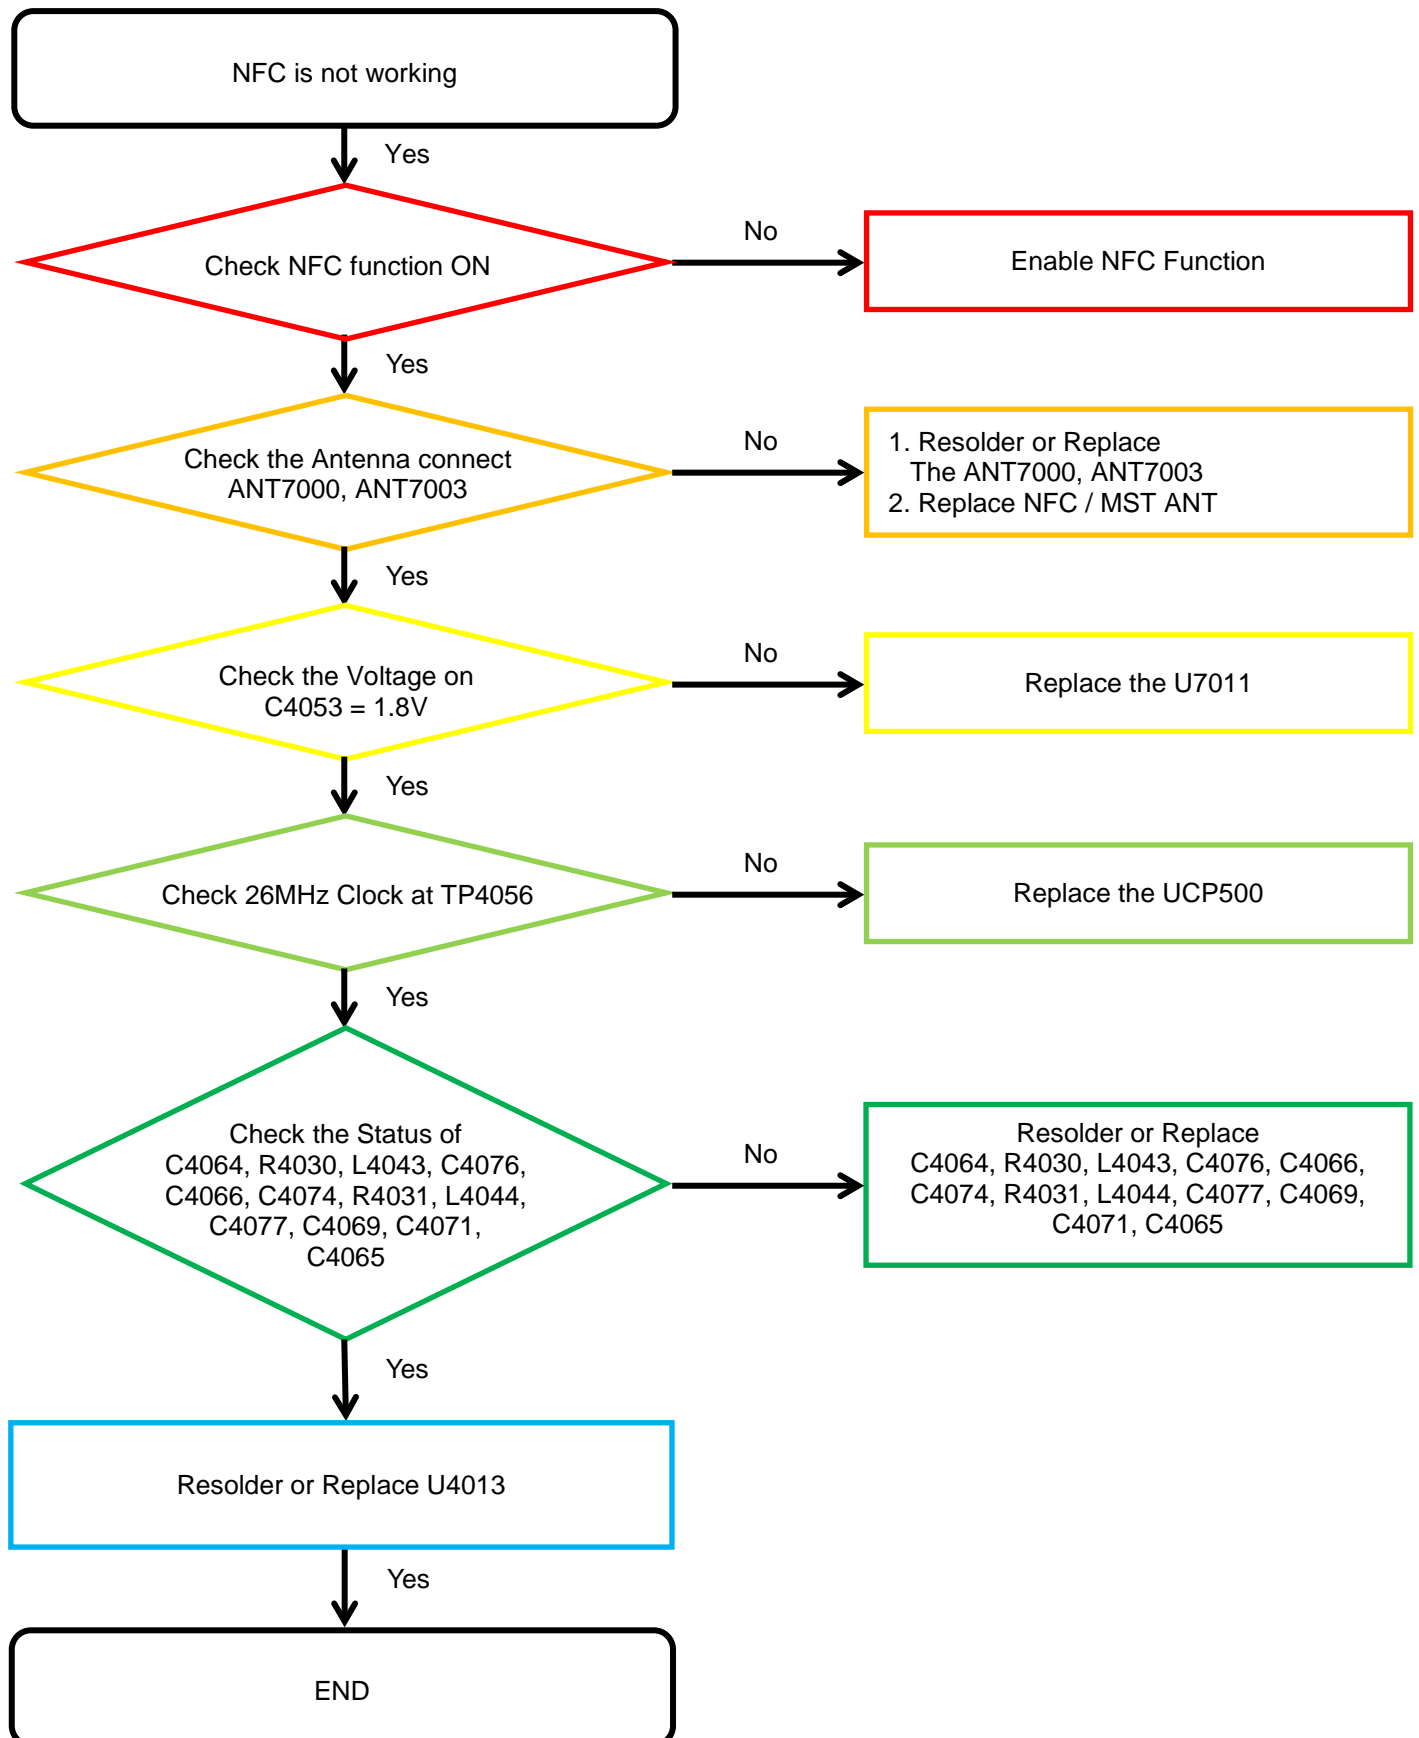 NFC is not working
Yes
Check NFC function ON
No
Enable NFC Function
Yes
Check the Antenna connect
ANT7000, ANT7003
No
1. Resolder or Replace
The ANT7000, ANT7003
2. Replace NFC / MST ANT
Yes
Check the Voltage on
C4053 = 1.8V
No
Replace the U7011
Yes
Check 26MHz Clock at TP4056
No
Replace the UCP500
Yes
Check the Status of
C4064, R4030, L4043, C4076,
C4066, C4074, R4031, L4044,
C4077, C4069, C4071,
C4065
No
Resolder or Replace
C4064, R4030, L4043, C4076, C4066,
C4074, R4031, L4044, C4077, C4069,
C4071, C4065
Yes
Resolder or Replace U4013
Yes
END